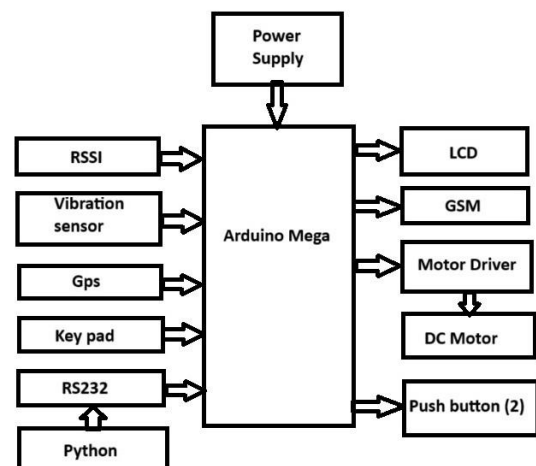 Power
Supply
RSSI
Vibration
sensor
Gps
Key pad
RS232
Python
Arduino Mega
LCD
GSM
Motor Driver
DC Motor
Push button (2)